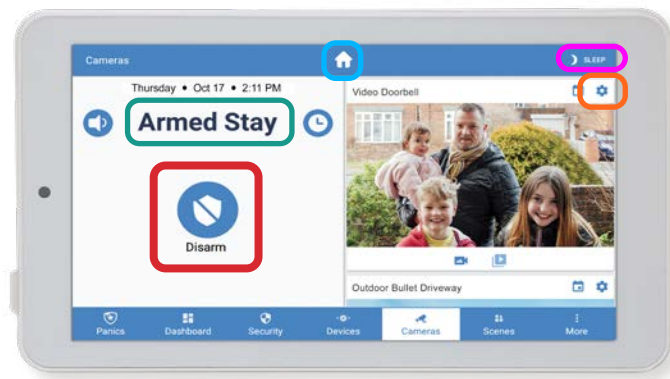 Cameras
SLEEP
Thursday • Oct 17 • 2:11 PM
Armed Stay
Disarm
Video Doorbell
Outdoor Bullet Driveway
Panics
Dashboard
Security
Devices
Cameras
Scenes
More